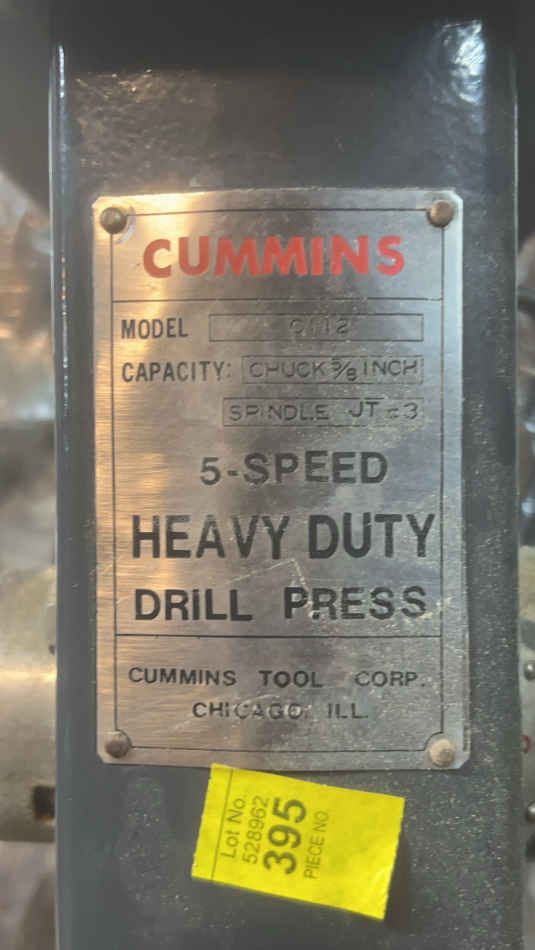 CUMMINS
MODEL C112
CAPACITY: CHUCK 5/8 INCH
SPINDLE JT #3
5-SPEED
HEAVY DUTY
DRILL PRESS
CUMMINS TOOL CORP.
CHICAGO, ILL.
Lot No.
528962
395
PIECE NO.